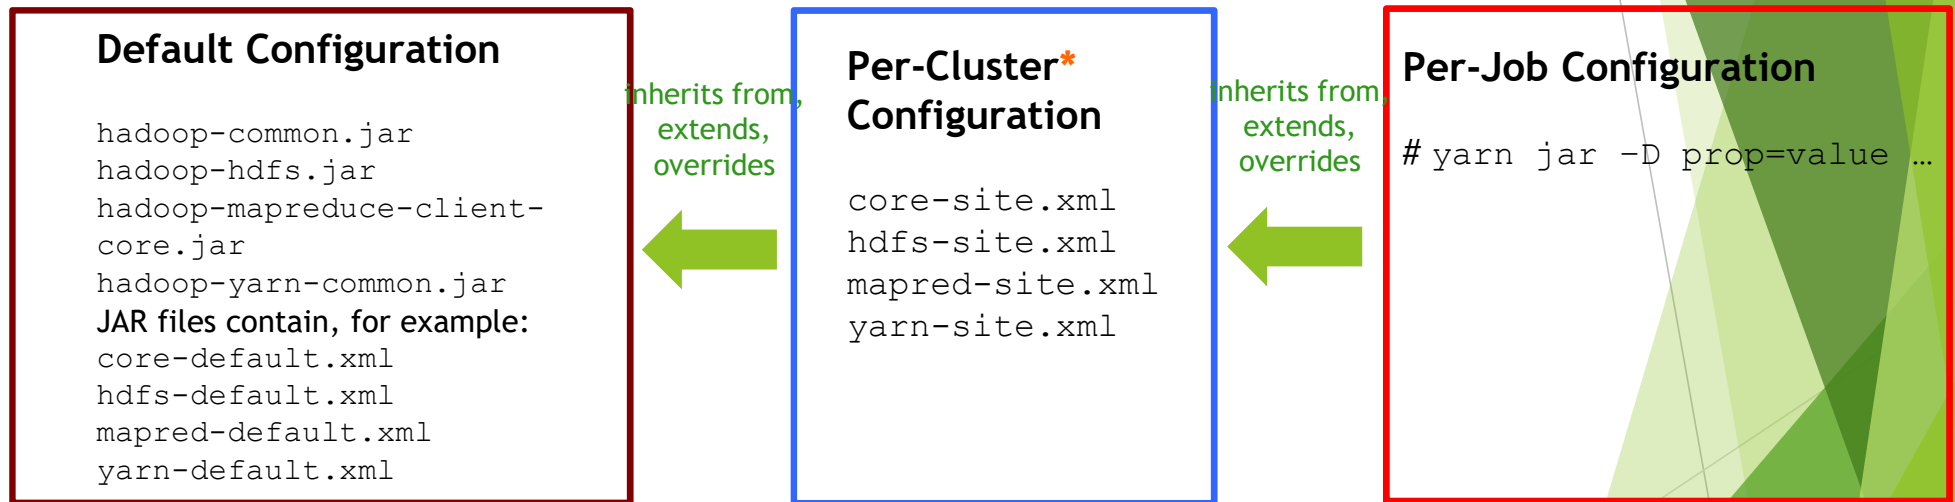 Default Configuration
hadoop-common.jar
hadoop-hdfs.jar
hadoop-mapreduce-client-
core.jar
hadoop-yarn-common.jar
JAR files contain, for example:
core-default.xml
hdfs-default.xml
mapred-default.xml
yarn-default.xml
inherits from,
extends,
overrides
Per-Cluster*
Configuration
core-site.xml
hdfs-site.xml
mapred-site.xml
yarn-site.xml
inherits from,
extends,
overrides
Per-Job Configuration
# yarn jar –D prop=value …